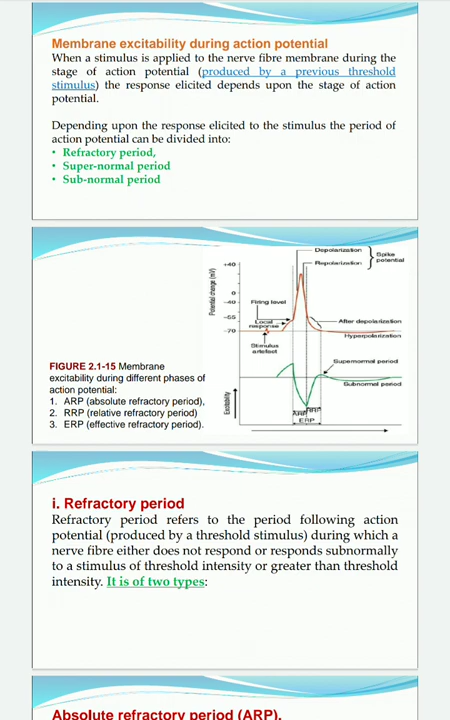 Membrane excitability during action potential
When a stimulus is applied to the nerve fibre membrane during the
stage of action potential (produced by a previous threshold
stimulus) the response elicited depends upon the stage of action
potential.
Depending upon the response elicited to the stimulus the period of
action potential can be divided into:
• Refractory period,
• Super-normal period
• Sub-normal period
Depolarization
Repolarization
Spike
potential
+40
0
-40
-65
-70
Potential change (mV)
Firing level
Local
response
After depolarization
Hyperpolarization
Stimulus
artefact
Supernormal period
Subnormal period
Excitability
ARP
RRP
ERP
FIGURE 2.1-15 Membrane
excitability during different phases of
action potential:
1. ARP (absolute refractory period),
2. RRP (relative refractory period)
3. ERP (effective refractory period).
i. Refractory period
Refractory period refers to the period following action
potential (produced by a threshold stimulus) during which a
nerve fibre either does not respond or responds subnormally
to a stimulus of threshold intensity or greater than threshold
intensity. It is of two types:
Absolute refractory period (ARP).